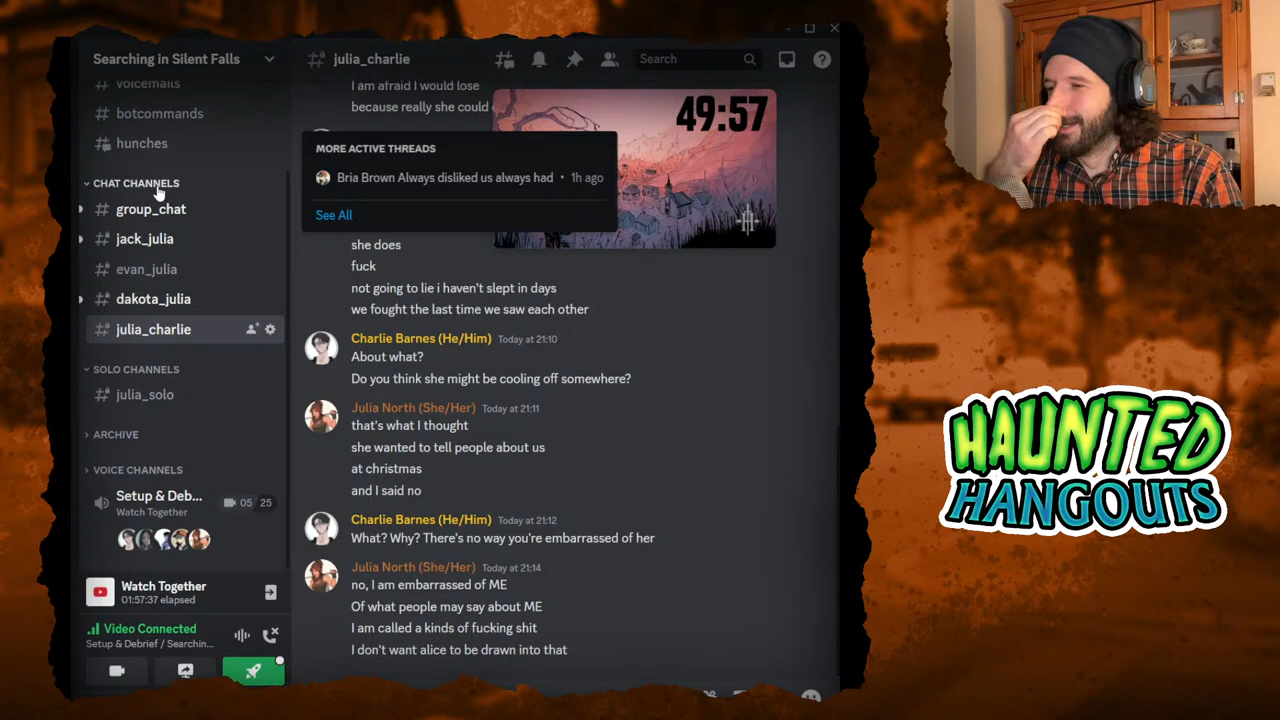 Searching in Silent Falls
voicemails
botcommands
hunches
CHAT CHANNELS
group_chat
jack_julia
evan_julia
dakota_julia
julia_charlie
SOLO CHANNELS
julia_solo
ARCHIVE
VOICE CHANNELS
Setup & Deb...
Watch Together
05 25
Watch Together
01:57:37 elapsed
Video Connected
Setup & Debrief / Searchin...
julia_charlie
Search
I am afraid I would lose
because really she could
49:57
MORE ACTIVE THREADS
Bria Brown Always disliked us always had • 1h ago
See All
she does
fuck
not going to lie i haven't slept in days
we fought the last time we saw each other
Charlie Barnes (He/Him) Today at 21:10
About what?
Do you think she might be cooling off somewhere?
Julia North (She/Her) Today at 21:11
that's what I thought
she wanted to tell people about us
at christmas
and I said no
Charlie Barnes (He/Him) Today at 21:12
What? Why? There's no way you're embarrassed of her
Julia North (She/Her) Today at 21:14
no, I am embarrassed of ME
Of what people may say about ME
I am called a kinds of fucking shit
I don't want alice to be drawn into that
HAUNTED
HANGOUTS